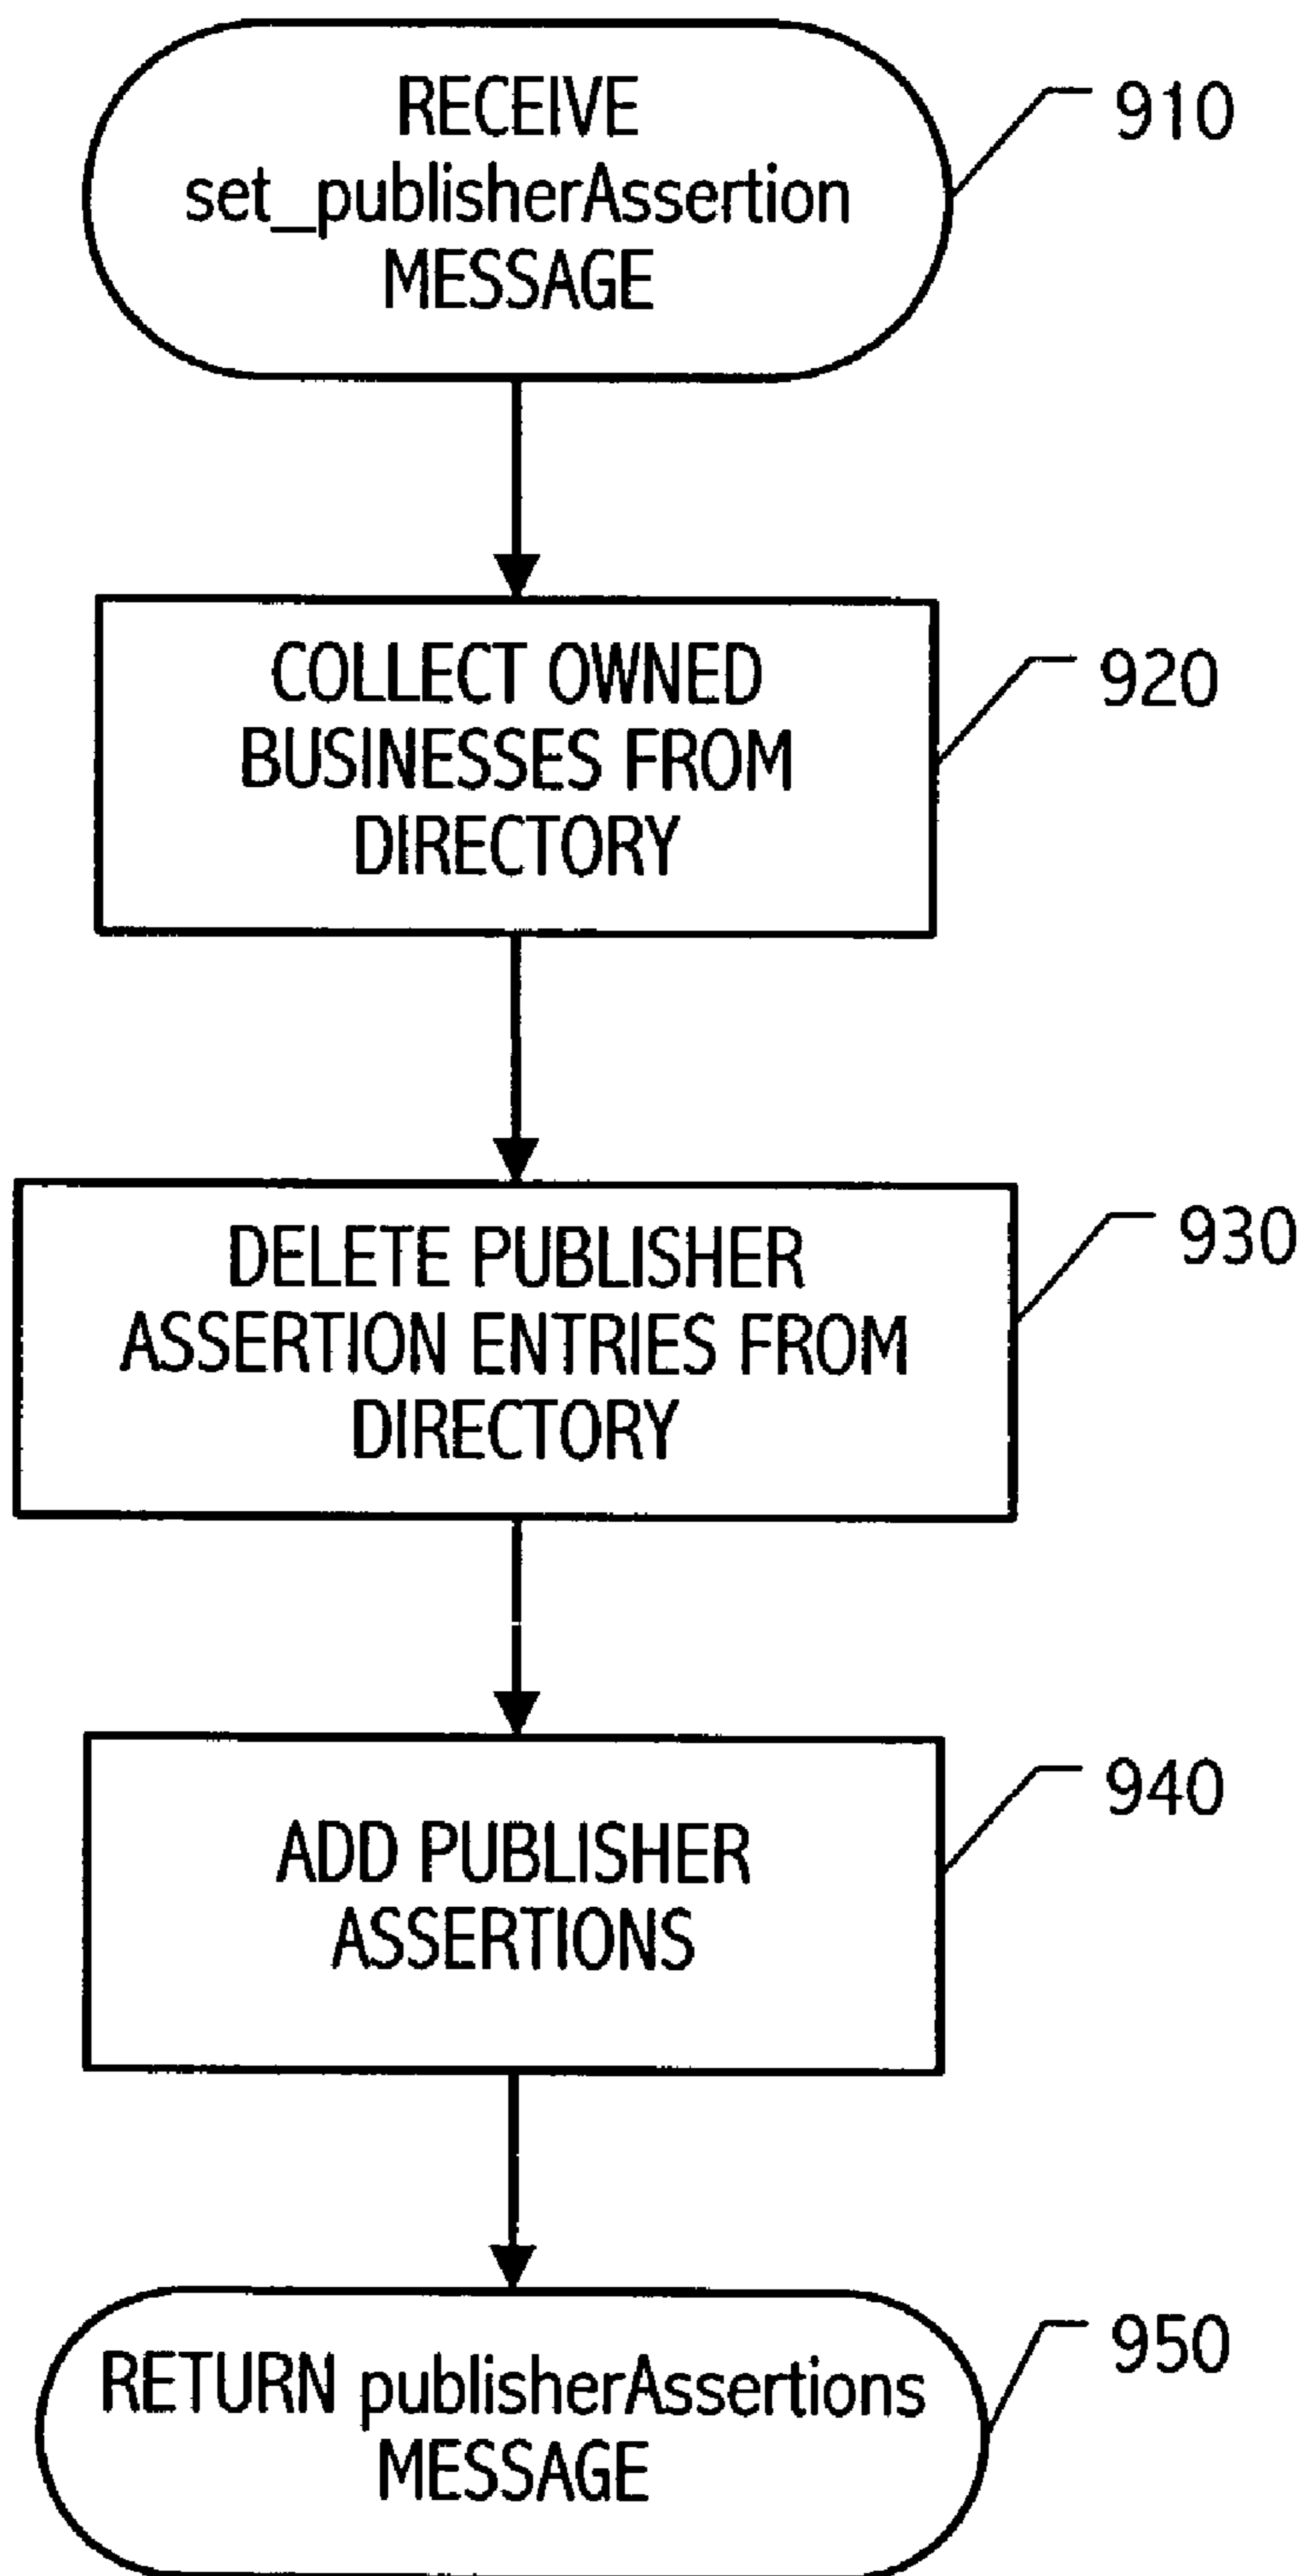 RECEIVE
set_publisherAssertion
MESSAGE
910
COLLECT OWNED
BUSINESSES FROM
DIRECTORY
920
DELETE PUBLISHER
ASSERTION ENTRIES FROM
DIRECTORY
930
ADD PUBLISHER
ASSERTIONS
940
RETURN publisherAssertions
MESSAGE
950